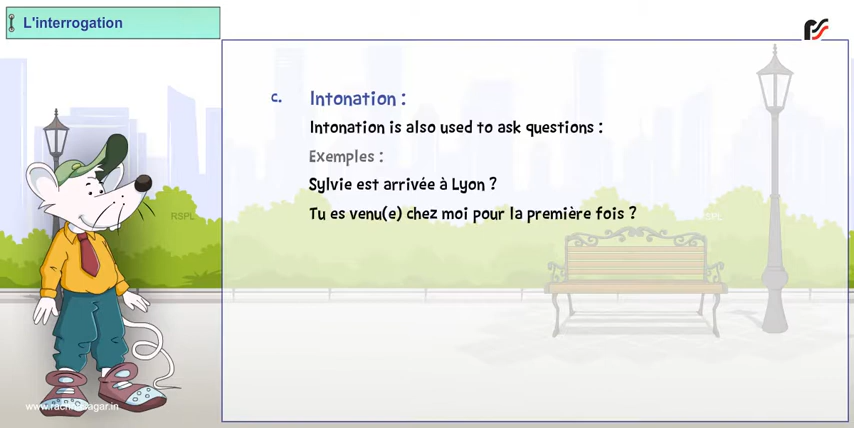 L'interrogation
c. Intonation :
Intonation is also used to ask questions :
Exemples :
Sylvie est arrivée à Lyon ?
Tu es venu(e) chez moi pour la première fois ?
RSPL
RSPL